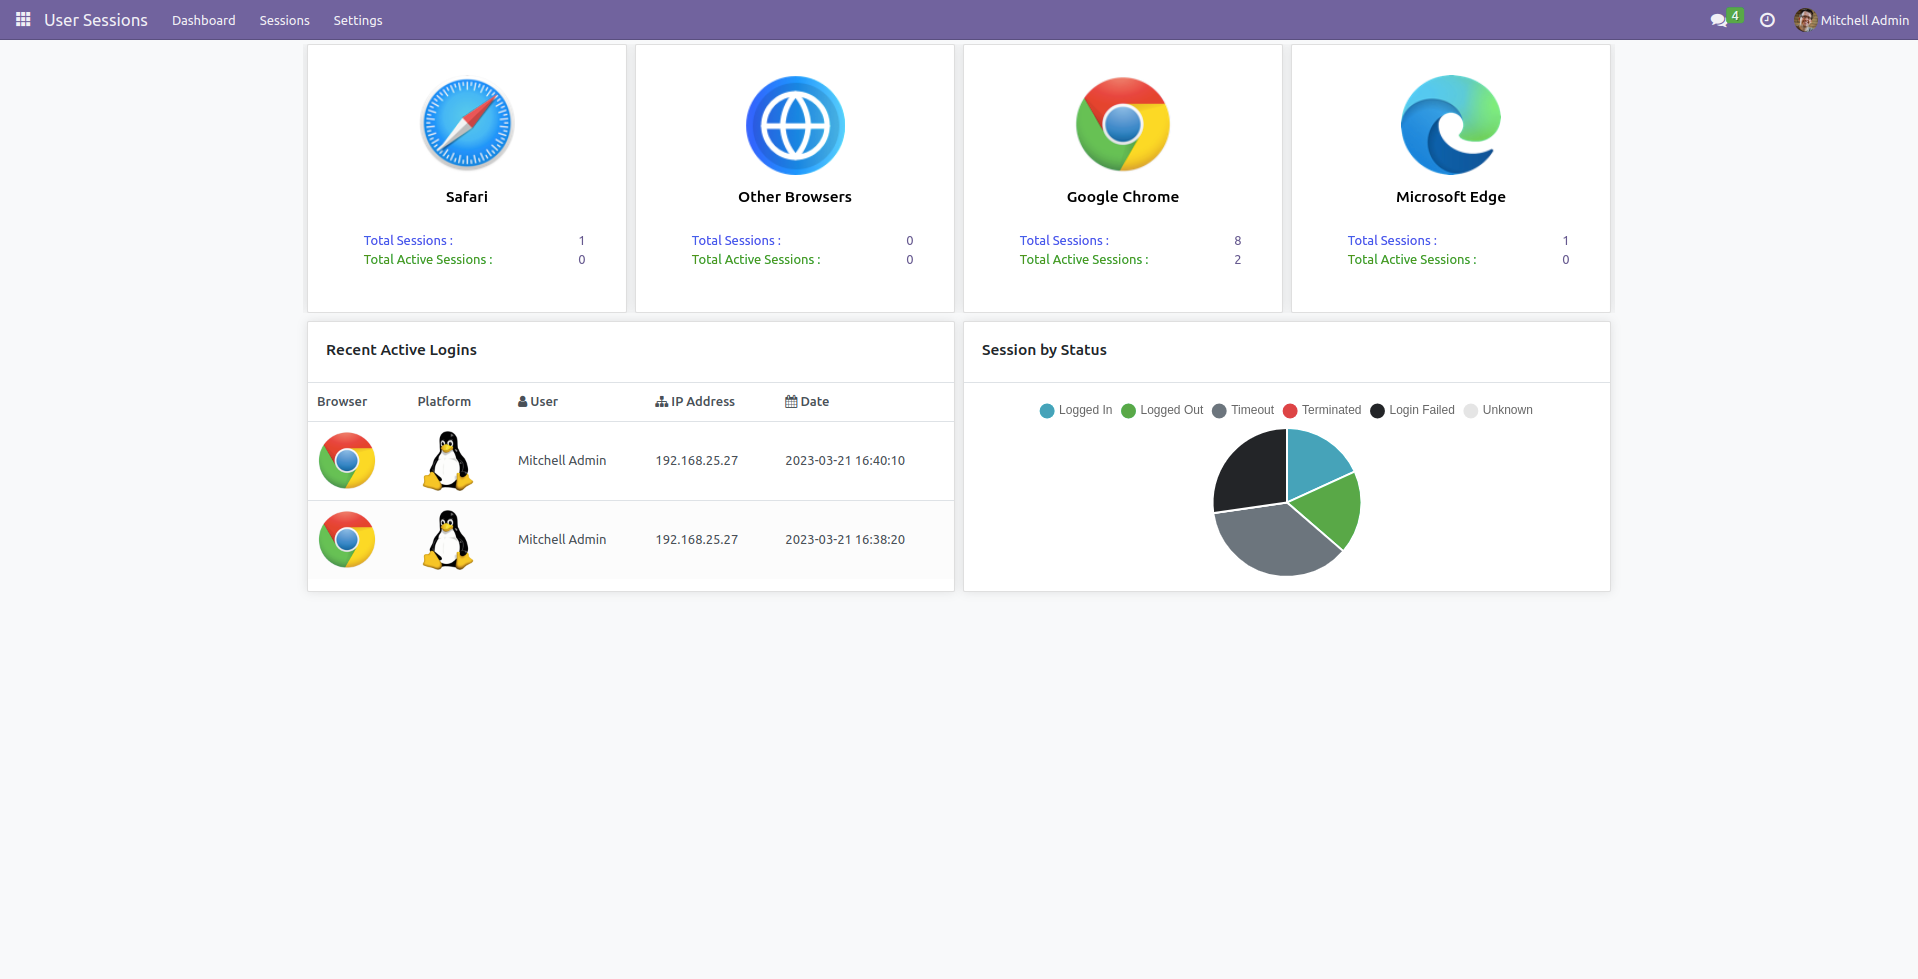 User Sessions Dashboard Sessions Settings 4 Mitchell Admin
Safari
Total Sessions : 1
Total Active Sessions : 0
Other Browsers
Total Sessions : 0
Total Active Sessions : 0
Google Chrome
Total Sessions : 8
Total Active Sessions : 2
Microsoft Edge
Total Sessions : 1
Total Active Sessions : 0
Recent Active Logins
Browser Platform User IP Address Date
Mitchell Admin 192.168.25.27 2023-03-21 16:40:10
Mitchell Admin 192.168.25.27 2023-03-21 16:38:20
Session by Status
Logged In Logged Out Timeout Terminated Login Failed Unknown